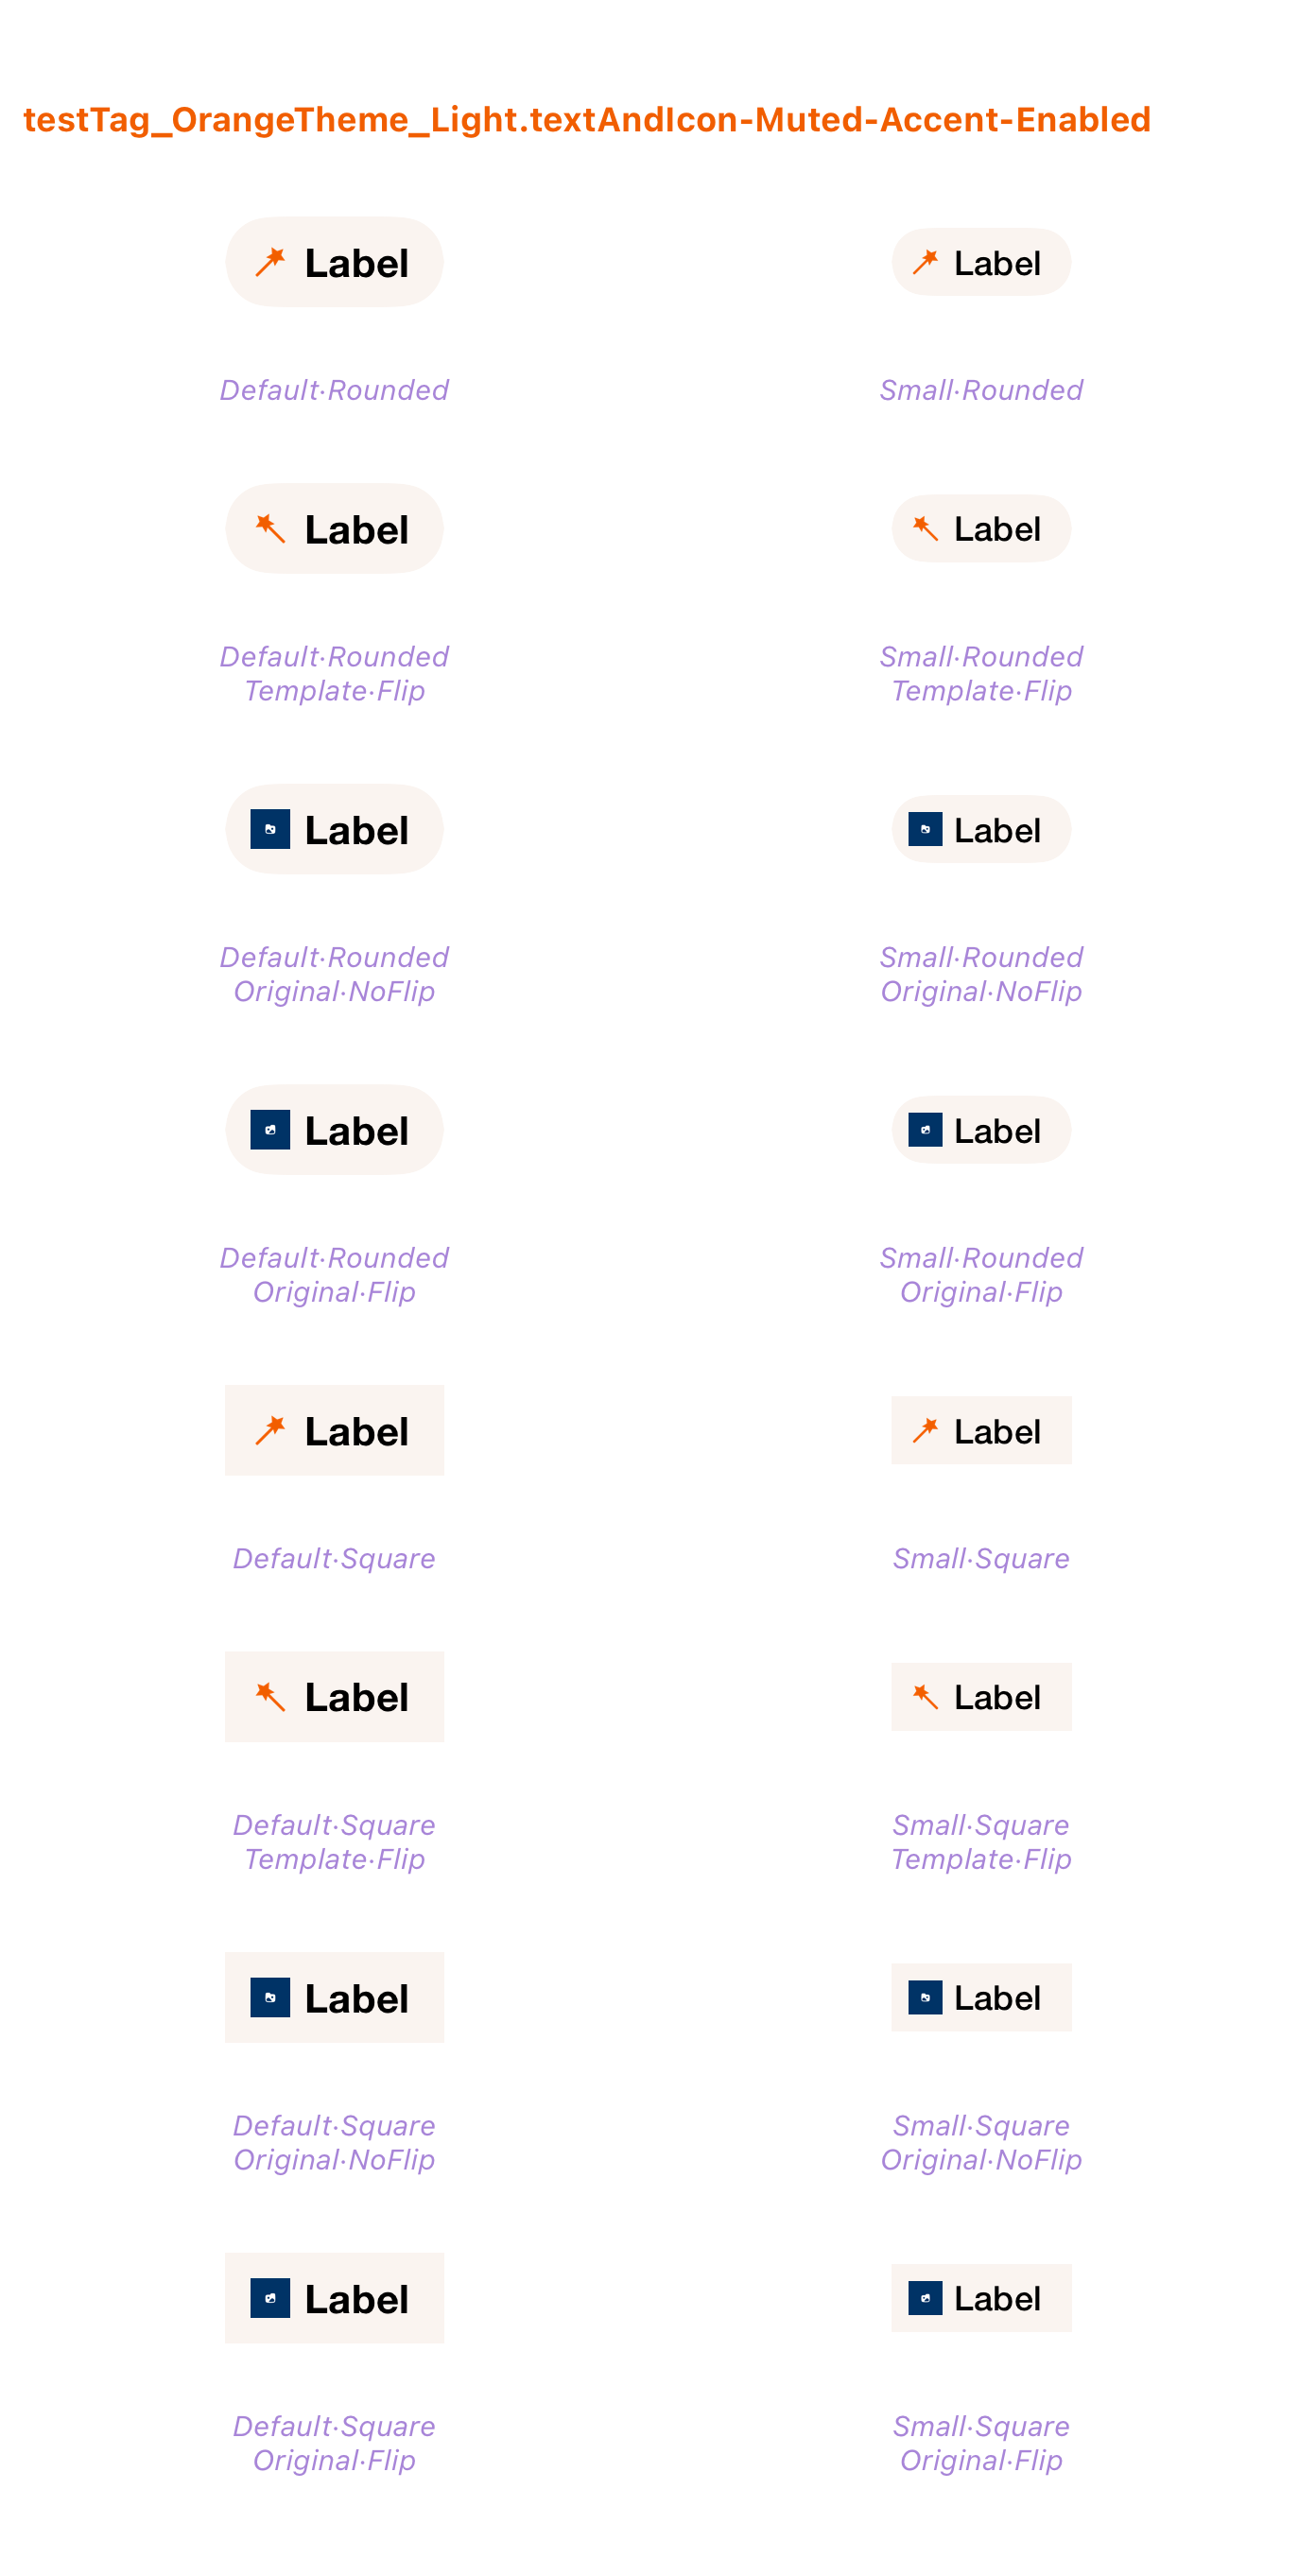 testTag_OrangeTheme_Light.textAndIcon-Muted-Accent-Enabled
Label
Label
Default·Rounded
Small·Rounded
Label
Label
Default·Rounded
Template·Flip
Small·Rounded
Template·Flip
Label
Label
Default·Rounded
Original·NoFlip
Small·Rounded
Original·NoFlip
Label
Label
Default·Rounded
Original·Flip
Small·Rounded
Original·Flip
Label
Label
Default·Square
Small·Square
Label
Label
Default·Square
Template·Flip
Small·Square
Template·Flip
Label
Label
Default·Square
Original·NoFlip
Small·Square
Original·NoFlip
Label
Label
Default·Square
Original·Flip
Small·Square
Original·Flip